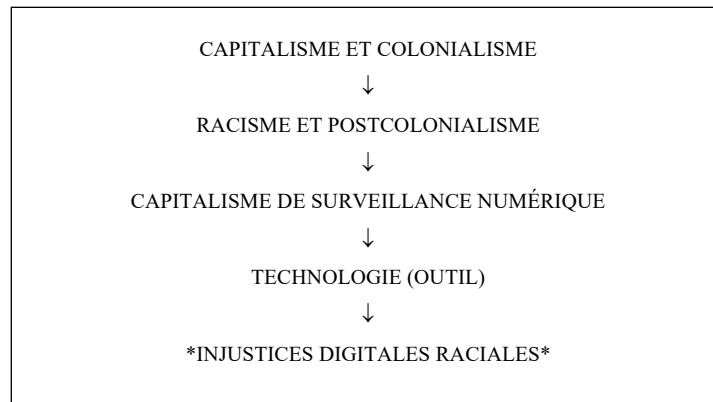 CAPITALISME ET COLONIALISME
↓
RACISME ET POSTCOLONIALISME
↓
CAPITALISME DE SURVEILLANCE NUMÉRIQUE
↓
TECHNOLOGIE (OUTIL)
↓
*INJUSTICES DIGITALES RACIALES*